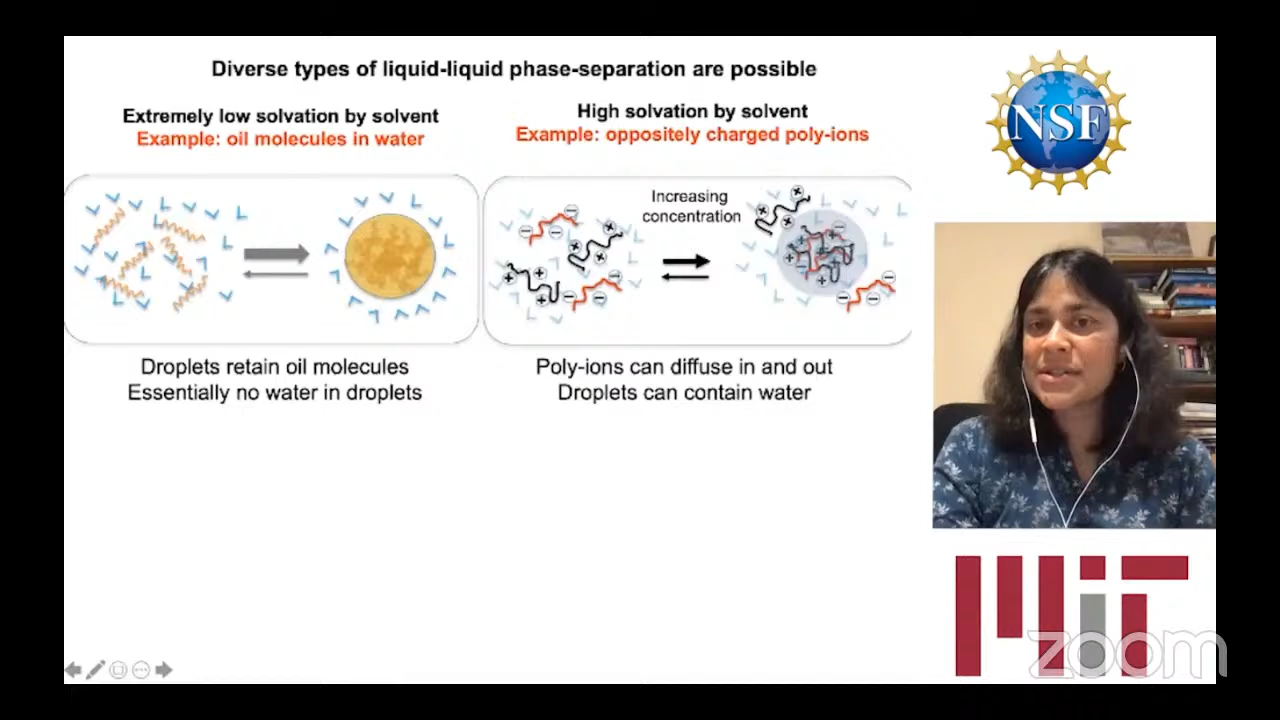 Diverse types of liquid-liquid phase-separation are possible
Extremely low solvation by solvent
Example: oil molecules in water
High solvation by solvent
Example: oppositely charged poly-ions
Increasing
concentration
Droplets retain oil molecules
Essentially no water in droplets
Poly-ions can diffuse in and out
Droplets can contain water
NSF
MIT
zoom